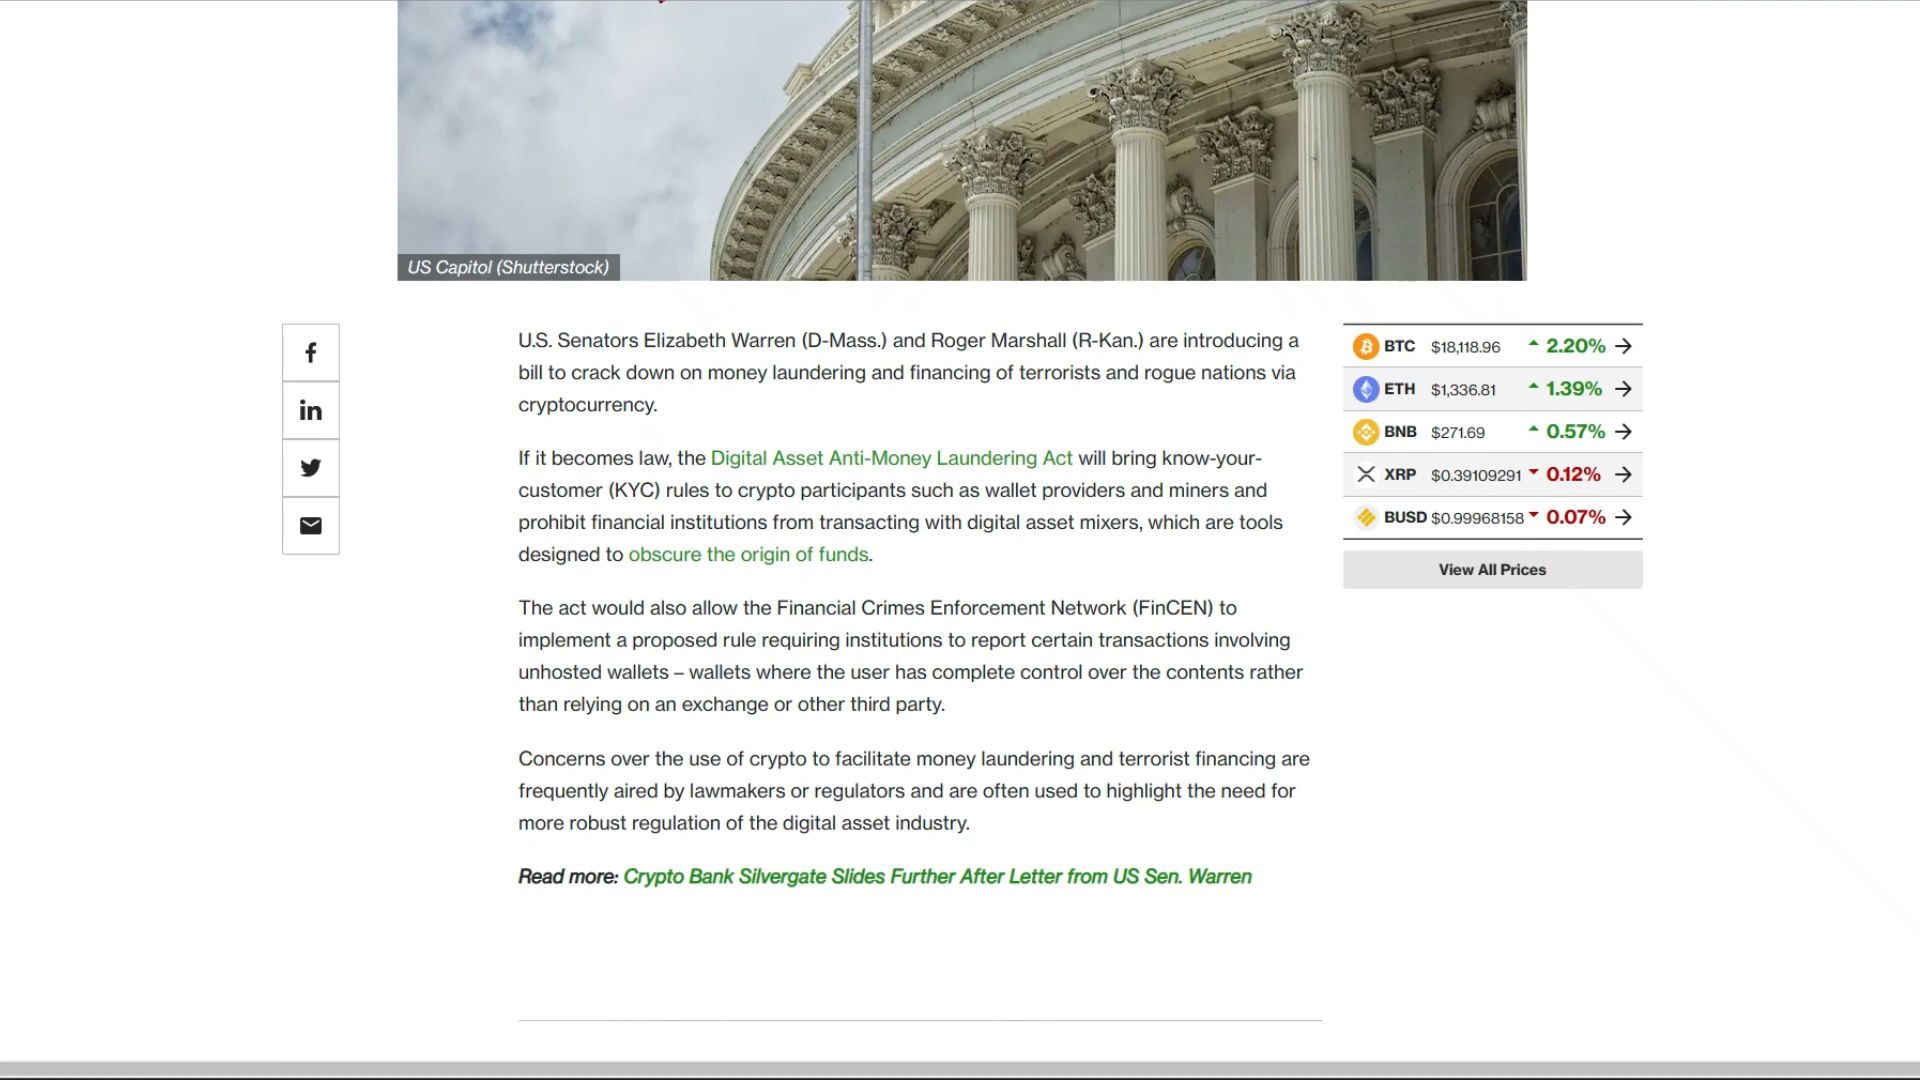 US Capitol (Shutterstock)
U.S. Senators Elizabeth Warren (D-Mass.) and Roger Marshall (R-Kan.) are introducing a
bill to crack down on money laundering and financing of terrorists and rogue nations via
cryptocurrency.
If it becomes law, the Digital Asset Anti-Money Laundering Act will bring know-your-
customer (KYC) rules to crypto participants such as wallet providers and miners and
prohibit financial institutions from transacting with digital asset mixers, which are tools
designed to obscure the origin of funds.
The act would also allow the Financial Crimes Enforcement Network (FinCEN) to
implement a proposed rule requiring institutions to report certain transactions involving
unhosted wallets – wallets where the user has complete control over the contents rather
than relying on an exchange or other third party.
Concerns over the use of crypto to facilitate money laundering and terrorist financing are
frequently aired by lawmakers or regulators and are often used to highlight the need for
more robust regulation of the digital asset industry.
Read more: Crypto Bank Silvergate Slides Further After Letter from US Sen. Warren
BTC $18,118.96 2.20%
ETH $1,336.81 1.39%
BNB $271.69 0.57%
XRP $0.39109291 0.12%
BUSD $0.99968158 0.07%
View All Prices